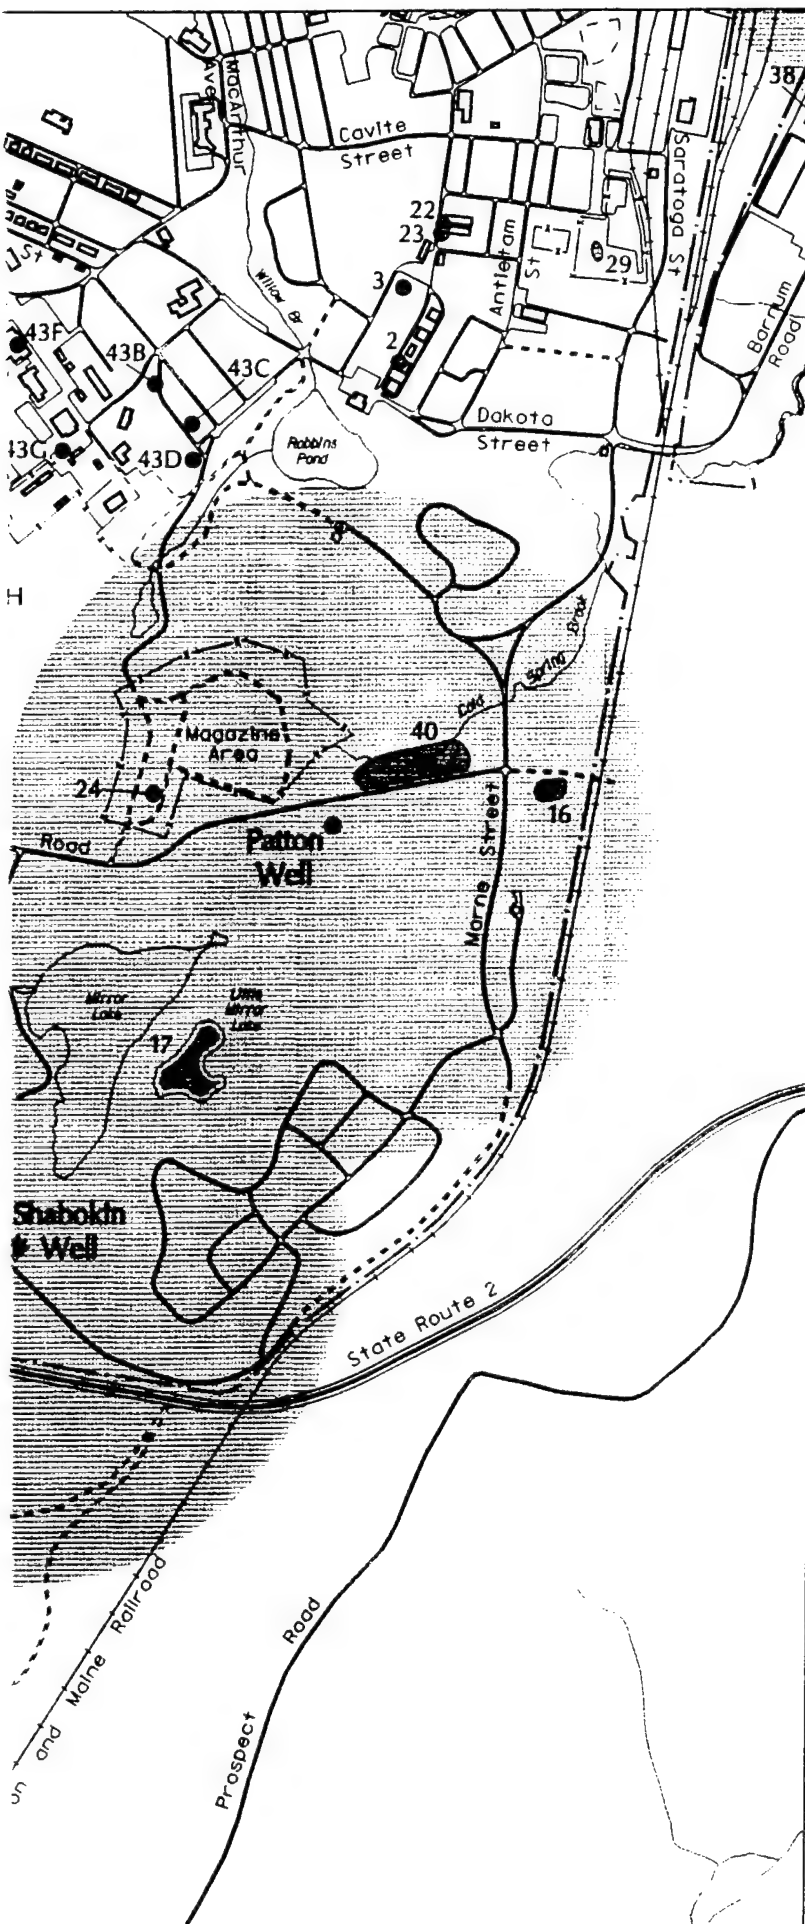 38
MacArthur
Ave
Cavite
Street
Saratoga St
22
23
Antietam
St
29
St
3
Willow Br
Barnum
Road
43F
43B
2
43C
Dakota
Street
43G
43D
Robbins
Pond
H
Cold Spring Brook
Magazine
Area
40
24
16
Road
Patton
Well
Marne Street
Mirror
Lake
Little
Mirror
Lake
17
Shabokin
Well
State Route 2
on and Maine Railroad
Prospect Road